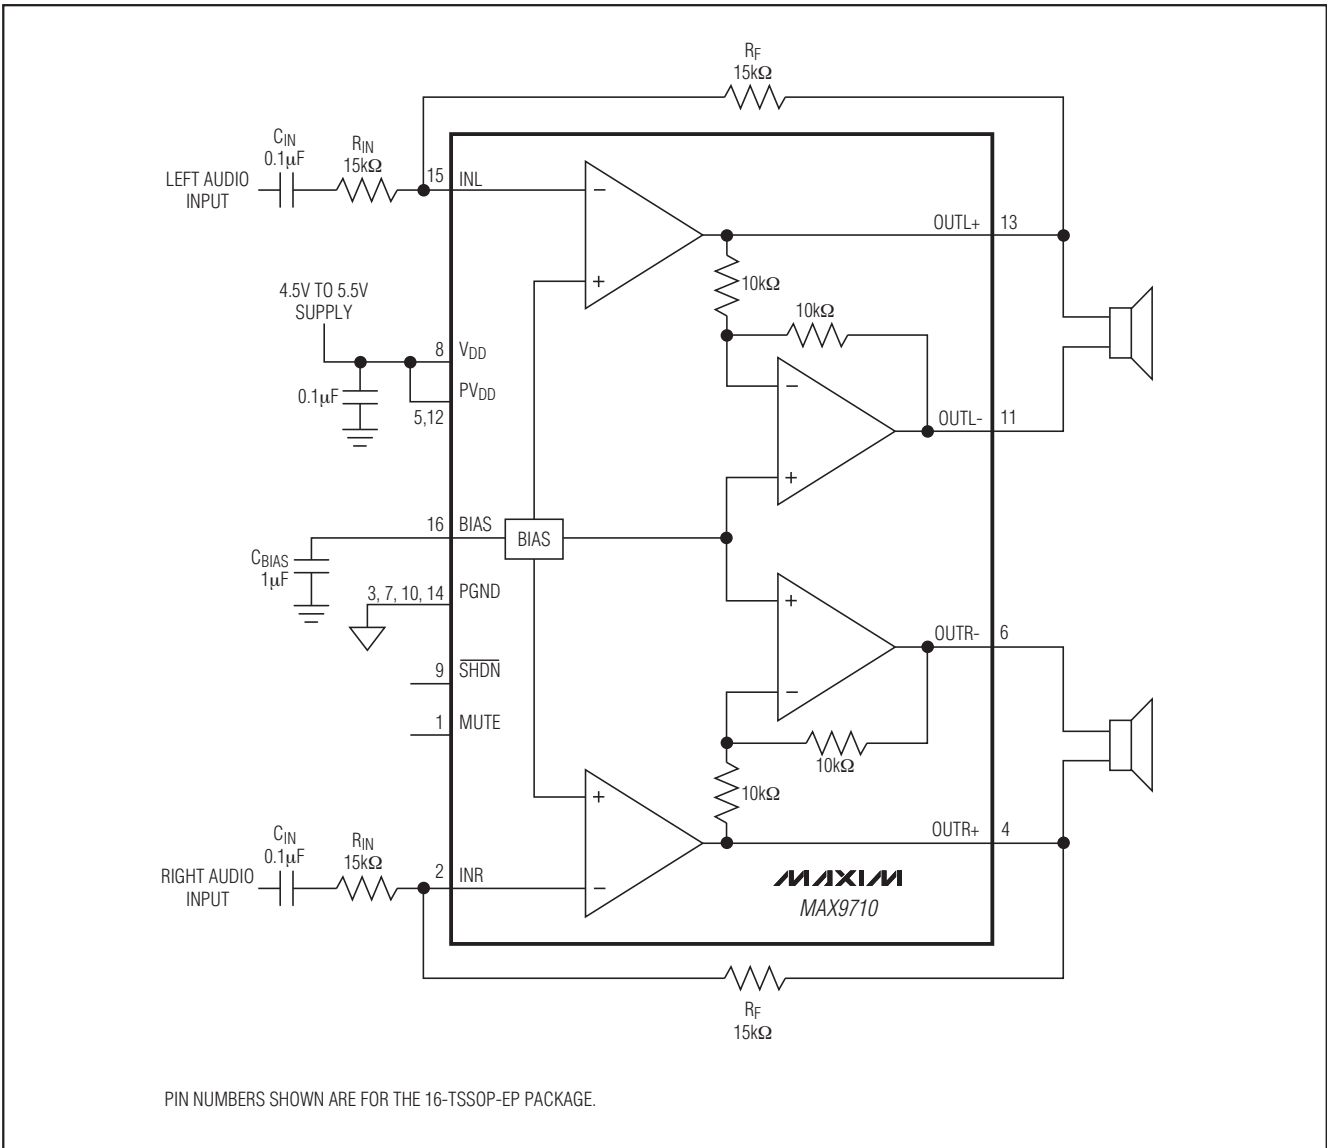 RF
15kΩ
CIN
0.1µF
RIN
15kΩ
LEFT AUDIO
INPUT
15
INL
−
+
OUTL+
13
10kΩ
10kΩ
4.5V TO 5.5V
SUPPLY
8
VDD
0.1µF
PVDD
5,12
−
+
OUTL-
11
16
BIAS
BIAS
CBIAS
1µF
3, 7, 10, 14
PGND
+
−
OUTR-
6
9
SHDN
1
MUTE
10kΩ
10kΩ
+
−
OUTR+
4
CIN
0.1µF
RIN
15kΩ
RIGHT AUDIO
INPUT
2
INR
MAXIM
MAX9710
RF
15kΩ
PIN NUMBERS SHOWN ARE FOR THE 16-TSSOP-EP PACKAGE.